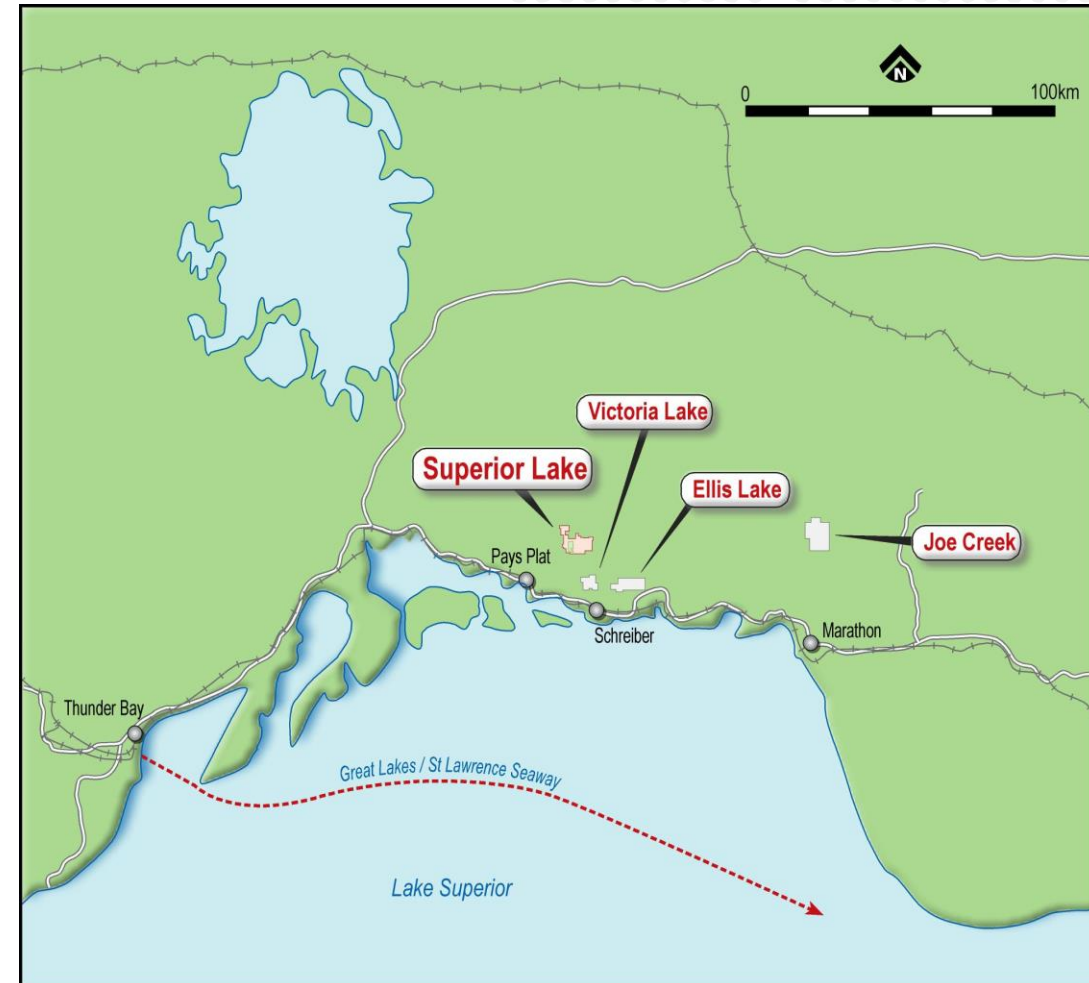 N
0
100km
Victoria Lake
Superior Lake
Ellis Lake
Joe Creek
Pays Plat
Schreiber
Marathon
Thunder Bay
Great Lakes / St Lawrence Seaway
Lake Superior